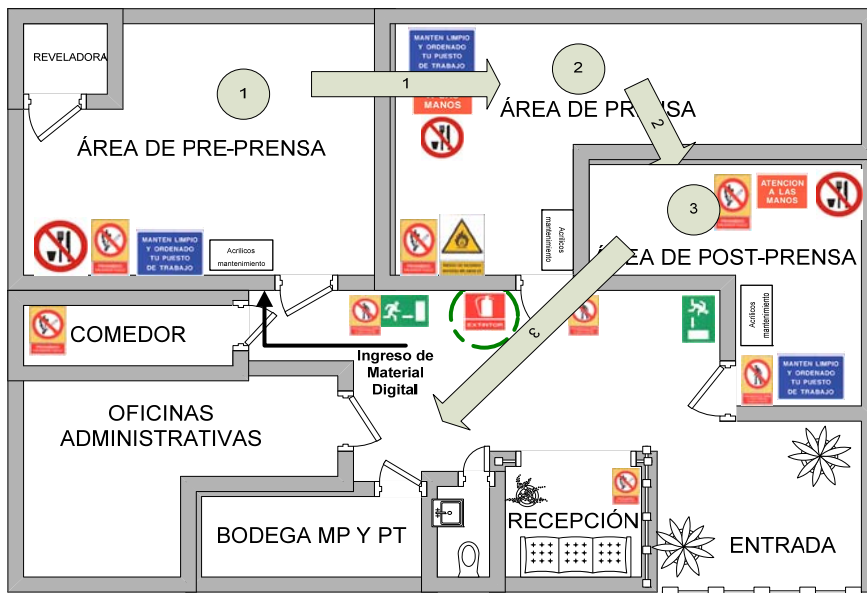 REVELADORA
1
ÁREA DE PRE-PRENSA
1
MANTEN LIMPIO
Y ORDENADO
TU PUESTO
DE TRABAJO
MANOS
2
ÁREA DE PRENSA
2
3
ATENCION
A LAS
MANOS
ÁREA DE POST-PRENSA
MANTEN LIMPIO
Y ORDENADO
TU PUESTO
DE TRABAJO
Acrílicos
mantenimiento
Acrílicos
mantenimiento
Acrílicos
mantenimiento
COMEDOR
EXTINTOR
3
Ingreso de
Material
Digital
MANTEN LIMPIO
Y ORDENADO
TU PUESTO
DE TRABAJO
OFICINAS
ADMINISTRATIVAS
BODEGA MP Y PT
RECEPCIÓN
ENTRADA